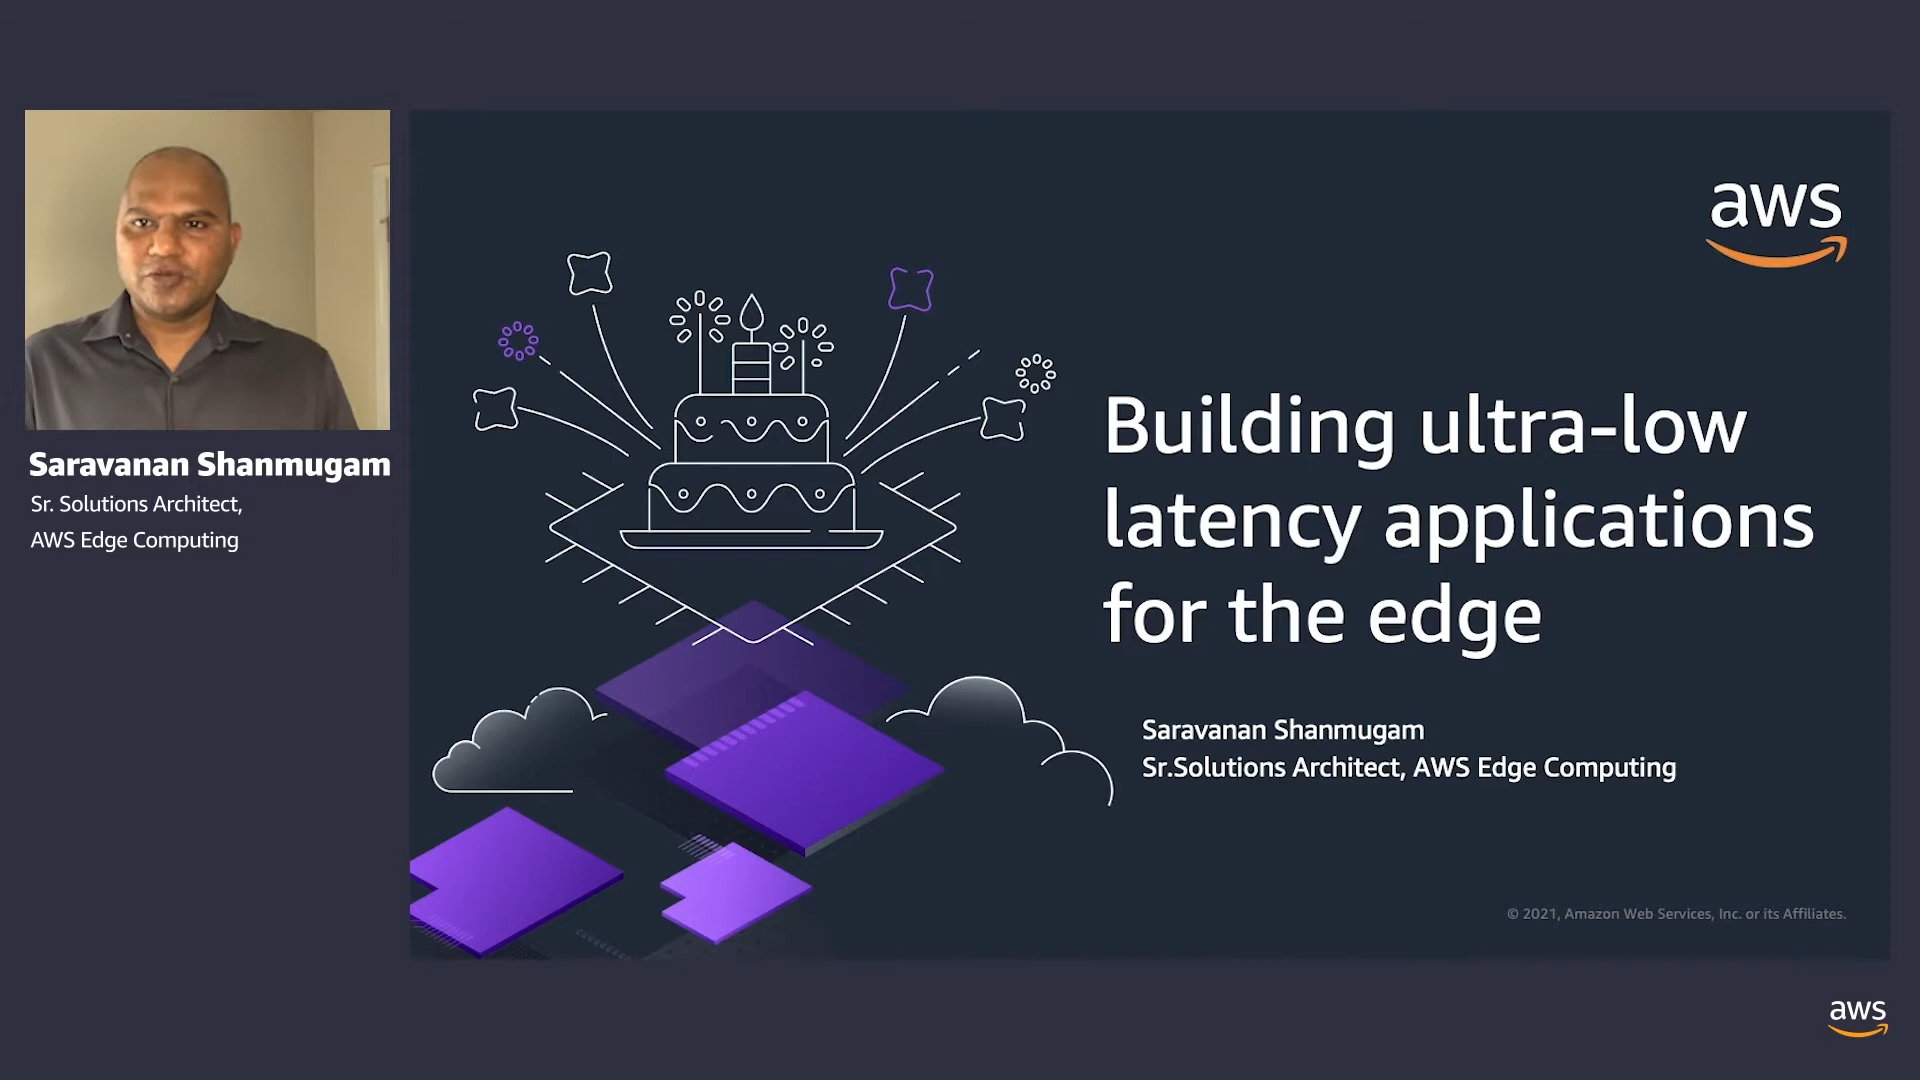 Saravanan Shanmugam
Sr. Solutions Architect,
AWS Edge Computing
aws
Building ultra-low
latency applications
for the edge
Saravanan Shanmugam
Sr.Solutions Architect, AWS Edge Computing
© 2021, Amazon Web Services, Inc. or its Affiliates.
aws